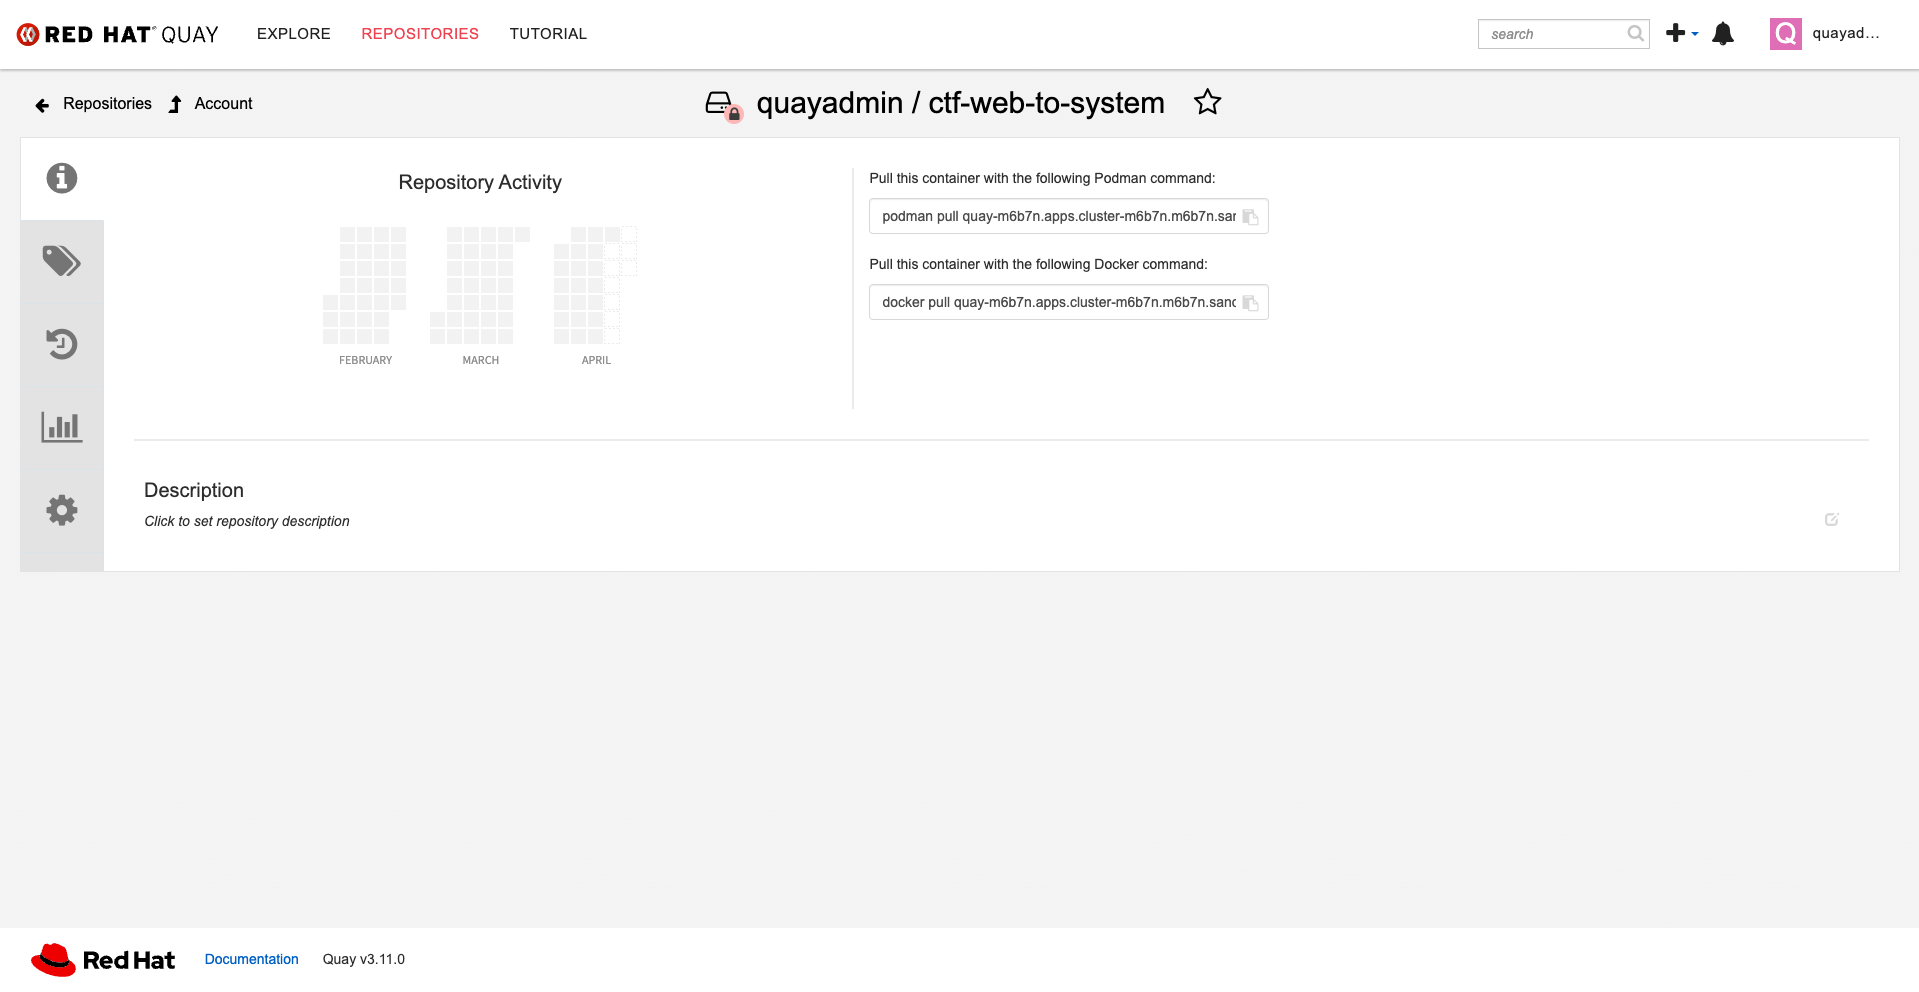 RED HAT QUAY EXPLORE REPOSITORIES TUTORIAL search quayad...
Repositories Account quayadmin / ctf-web-to-system
Repository Activity
FEBRUARY MARCH APRIL
Pull this container with the following Podman command:
podman pull quay-m6b7n.apps.cluster-m6b7n.m6b7n.sar
Pull this container with the following Docker command:
docker pull quay-m6b7n.apps.cluster-m6b7n.m6b7n.sanc
Description
Click to set repository description
Red Hat Documentation Quay v3.11.0